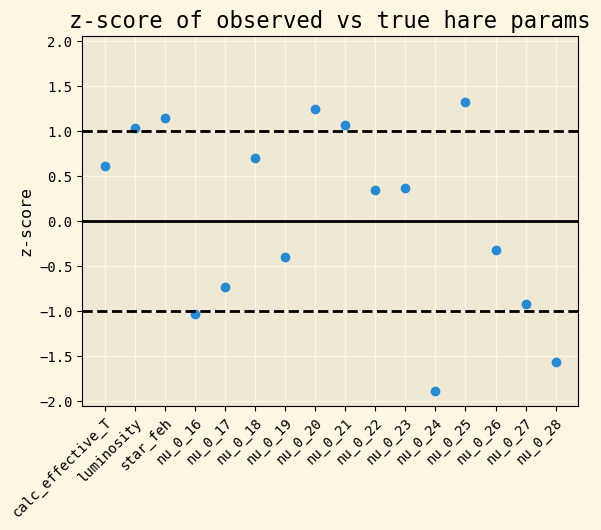 z-score of observed vs true hare params
z-score
2.0
1.5
1.0
0.5
0.0
−0.5
−1.0
−1.5
−2.0
calc_effective_T
luminosity
star_feh
nu_0_16
nu_0_17
nu_0_18
nu_0_19
nu_0_20
nu_0_21
nu_0_22
nu_0_23
nu_0_24
nu_0_25
nu_0_26
nu_0_27
nu_0_28